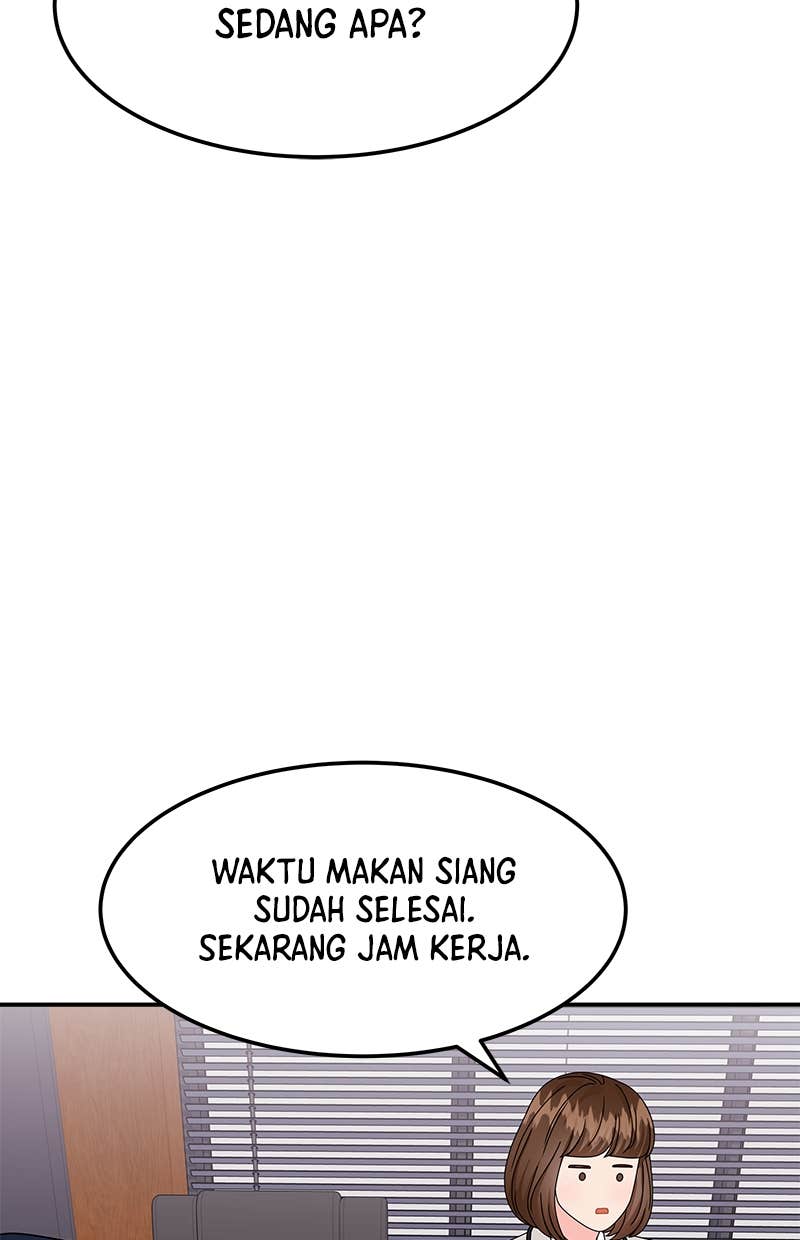 SEDANG APA?
WAKTU MAKAN SIANG
SUDAH SELESAI.
SEKARANG JAM KERJA.